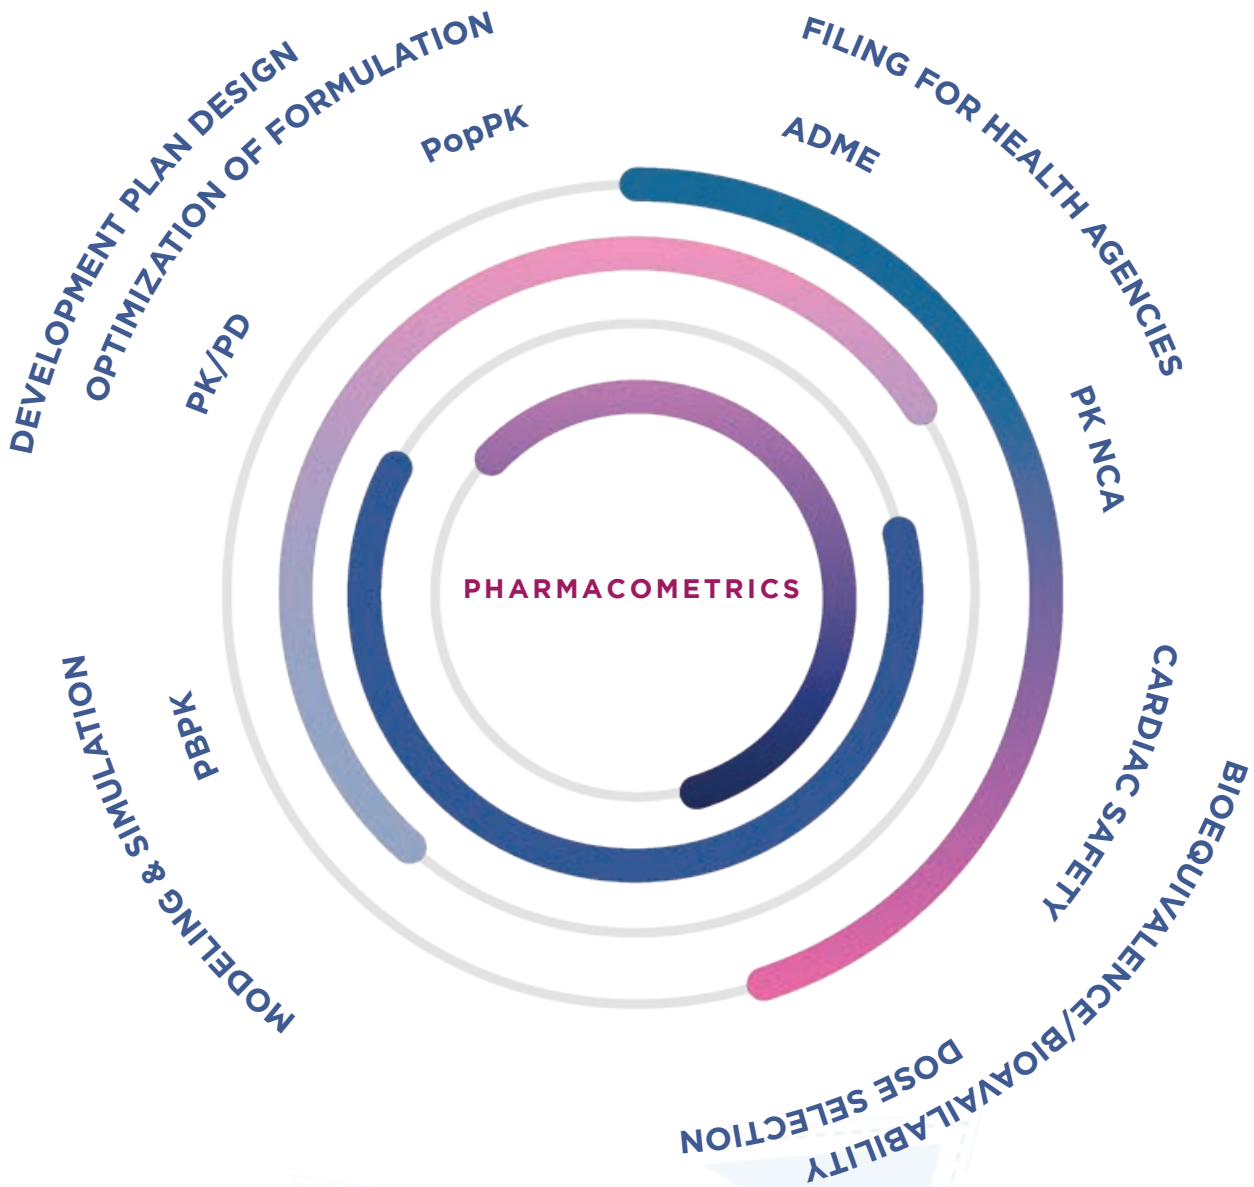 DEVELOPMENT PLAN DESIGN
OPTIMIZATION OF FORMULATION
PopPK
PK/PD
FILING FOR HEALTH AGENCIES
ADME
PK NCA
PHARMACOMETRICS
CARDIAC SAFETY
BIOEQUIVALENCE/BIOAVAILABILITY
DOSE SELECTION
PBPK
MODELING & SIMULATION